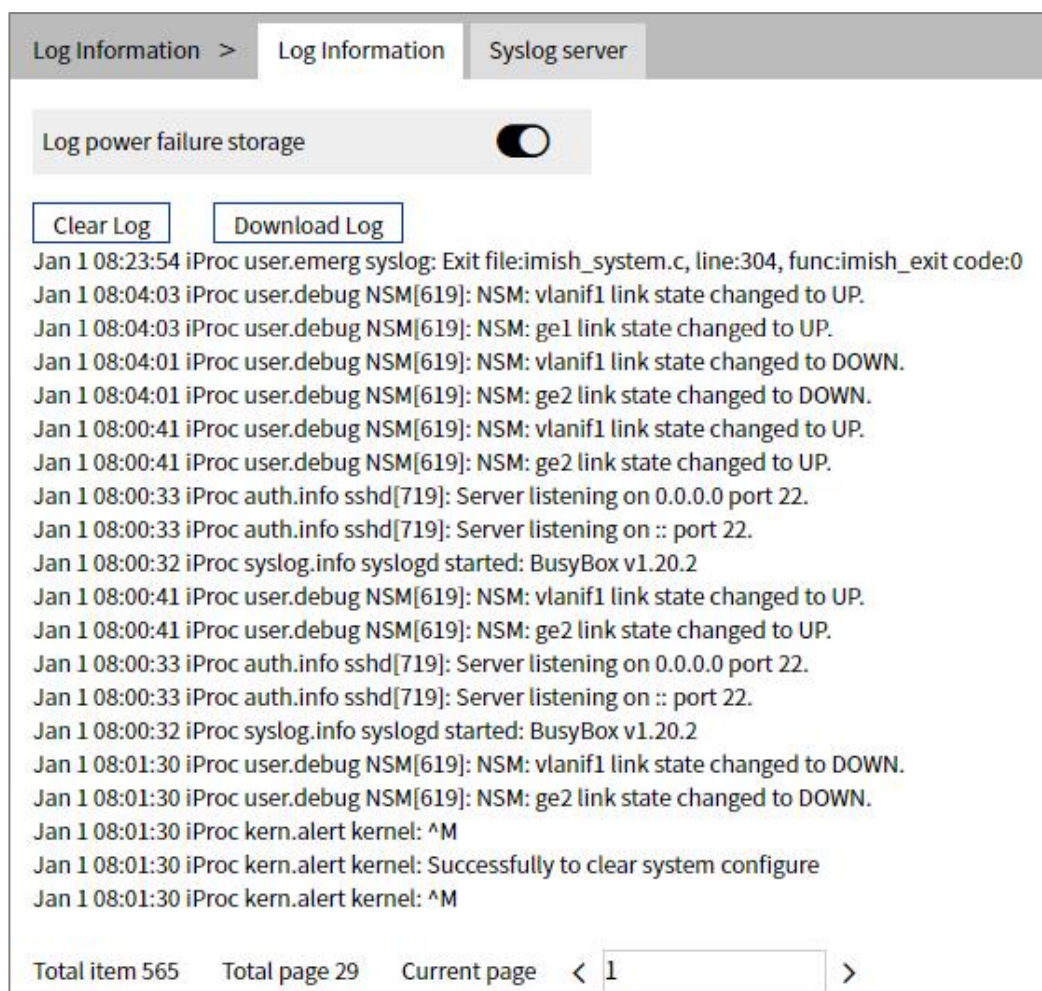 Log Information > Log Information Syslog server
Log power failure storage
Clear Log Download Log
Jan 1 08:23:54 iProc user.emerg syslog: Exit file:imish_system.c, line:304, func:imish_exit code:0
Jan 1 08:04:03 iProc user.debug NSM[619]: NSM: vlanif1 link state changed to UP.
Jan 1 08:04:03 iProc user.debug NSM[619]: NSM: ge1 link state changed to UP.
Jan 1 08:04:01 iProc user.debug NSM[619]: NSM: vlanif1 link state changed to DOWN.
Jan 1 08:04:01 iProc user.debug NSM[619]: NSM: ge2 link state changed to DOWN.
Jan 1 08:00:41 iProc user.debug NSM[619]: NSM: vlanif1 link state changed to UP.
Jan 1 08:00:41 iProc user.debug NSM[619]: NSM: ge2 link state changed to UP.
Jan 1 08:00:33 iProc auth.info sshd[719]: Server listening on 0.0.0.0 port 22.
Jan 1 08:00:33 iProc auth.info sshd[719]: Server listening on :: port 22.
Jan 1 08:00:32 iProc syslog.info syslogd started: BusyBox v1.20.2
Jan 1 08:00:41 iProc user.debug NSM[619]: NSM: vlanif1 link state changed to UP.
Jan 1 08:00:41 iProc user.debug NSM[619]: NSM: ge2 link state changed to UP.
Jan 1 08:00:33 iProc auth.info sshd[719]: Server listening on 0.0.0.0 port 22.
Jan 1 08:00:33 iProc auth.info sshd[719]: Server listening on :: port 22.
Jan 1 08:00:32 iProc syslog.info syslogd started: BusyBox v1.20.2
Jan 1 08:01:30 iProc user.debug NSM[619]: NSM: vlanif1 link state changed to DOWN.
Jan 1 08:01:30 iProc user.debug NSM[619]: NSM: ge2 link state changed to DOWN.
Jan 1 08:01:30 iProc kern.alert kernel: ^M
Jan 1 08:01:30 iProc kern.alert kernel: Successfully to clear system configure
Jan 1 08:01:30 iProc kern.alert kernel: ^M
Total item 565 Total page 29 Current page < 1 >